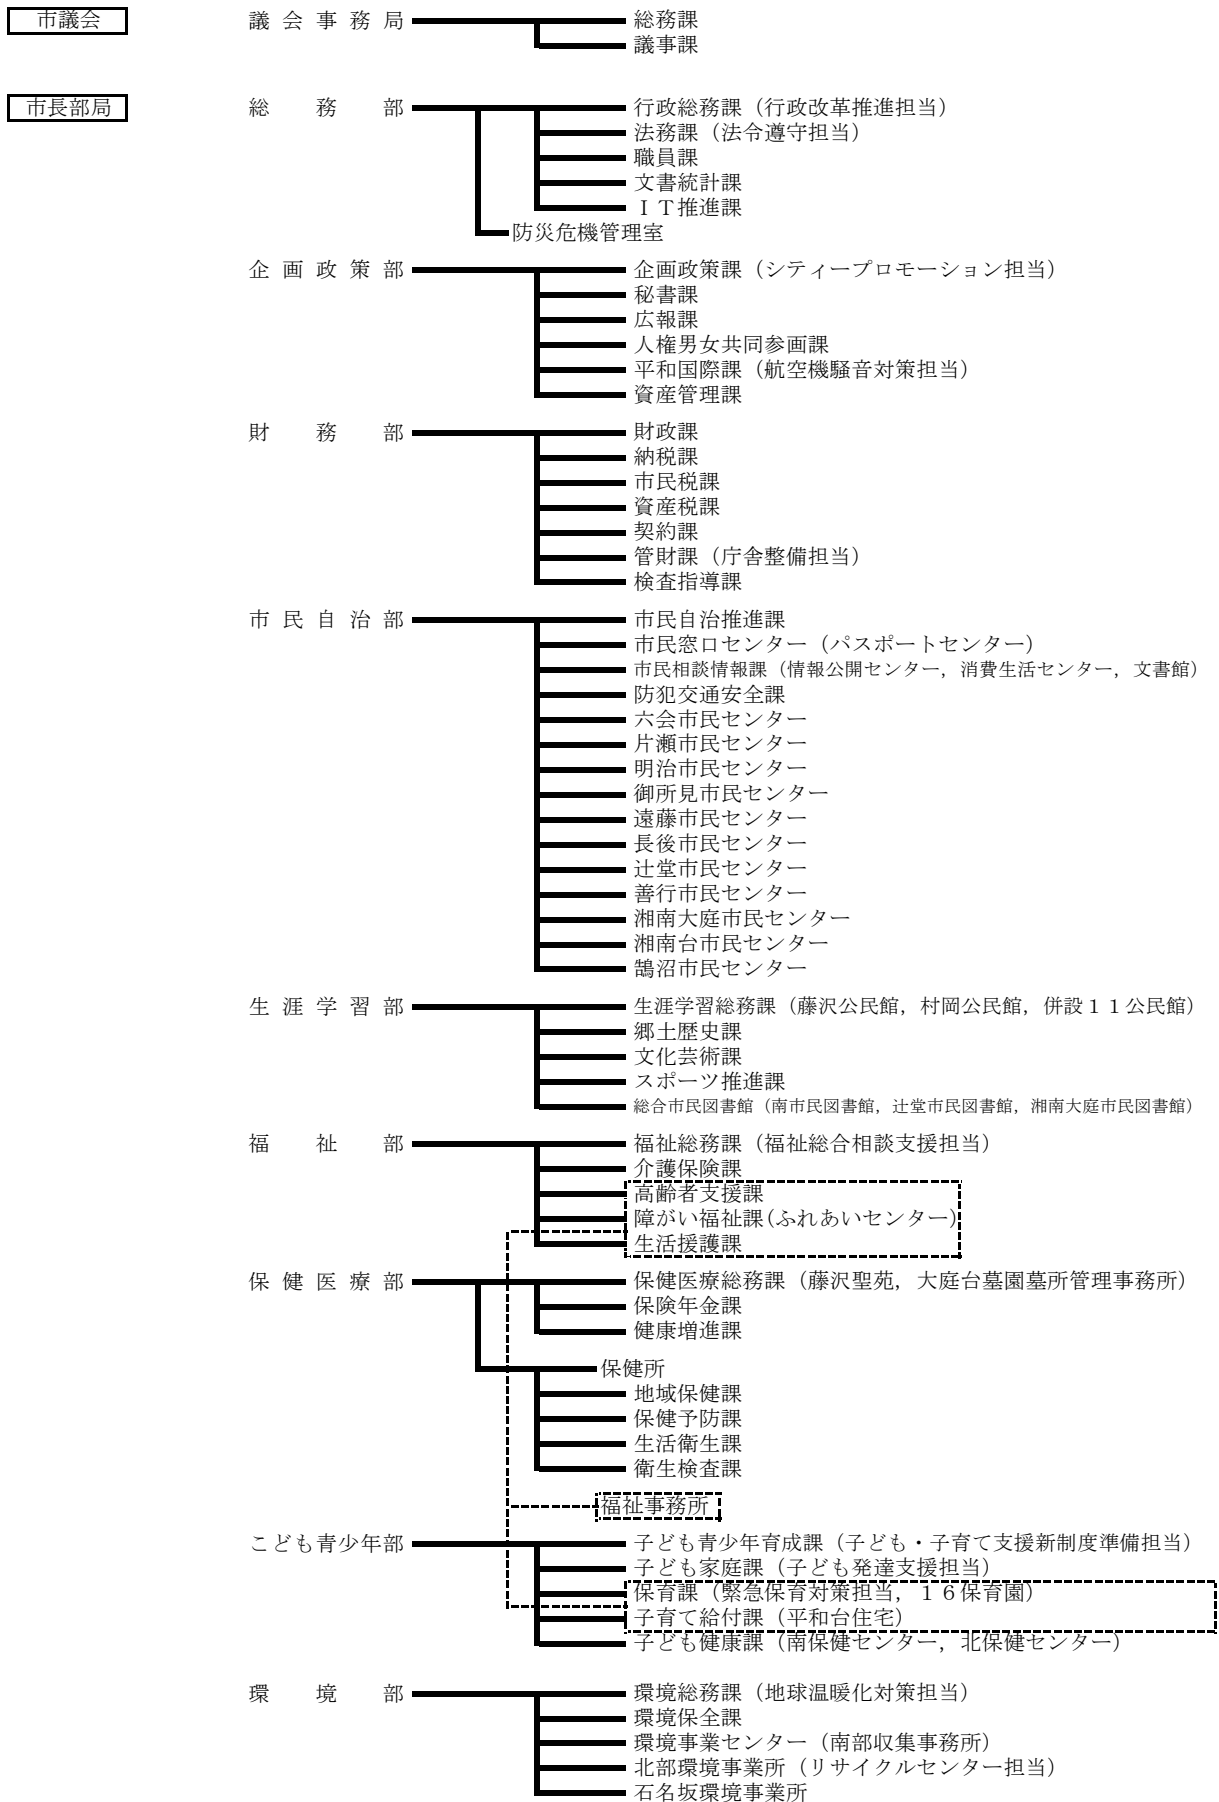 市議会 議会事務局 総務課
議事課
市長部局 総務部 行政総務課（行政改革推進担当）
法務課（法令遵守担当）
職員課
文書統計課
ＩＴ推進課
防災危機管理室
企画政策部 企画政策課（シティープロモーション担当）
秘書課
広報課
人権男女共同参画課
平和国際課（航空機騒音対策担当）
資産管理課
財務部 財政課
納税課
市民税課
資産税課
契約課
管財課（庁舎整備担当）
検査指導課
市民自治部 市民自治推進課
市民窓口センター（パスポートセンター）
市民相談情報課（情報公開センター，消費生活センター，文書館）
防犯交通安全課
六会市民センター
片瀬市民センター
明治市民センター
御所見市民センター
遠藤市民センター
長後市民センター
辻堂市民センター
善行市民センター
湘南大庭市民センター
湘南台市民センター
鵠沼市民センター
生涯学習部 生涯学習総務課（藤沢公民館，村岡公民館，併設１１公民館）
郷土歴史課
文化芸術課
スポーツ推進課
総合市民図書館（南市民図書館，辻堂市民図書館，湘南大庭市民図書館）
福祉部 福祉総務課（福祉総合相談支援担当）
介護保険課
高齢者支援課
障がい福祉課（ふれあいセンター）
生活援護課
保健医療部 保健医療総務課（藤沢聖苑，大庭台墓園墓所管理事務所）
保険年金課
健康増進課
保健所
地域保健課
保健予防課
生活衛生課
衛生検査課
福祉事務所
こども青少年部 子ども青少年育成課（子ども・子育て支援新制度準備担当）
子ども家庭課（子ども発達支援担当）
保育課（緊急保育対策担当，１６保育園）
子育て給付課（平和台住宅）
子ども健康課（南保健センター，北保健センター）
環境部 環境総務課（地球温暖化対策担当）
環境保全課
環境事業センター（南部収集事務所）
北部環境事業所（リサイクルセンター担当）
石名坂環境事業所